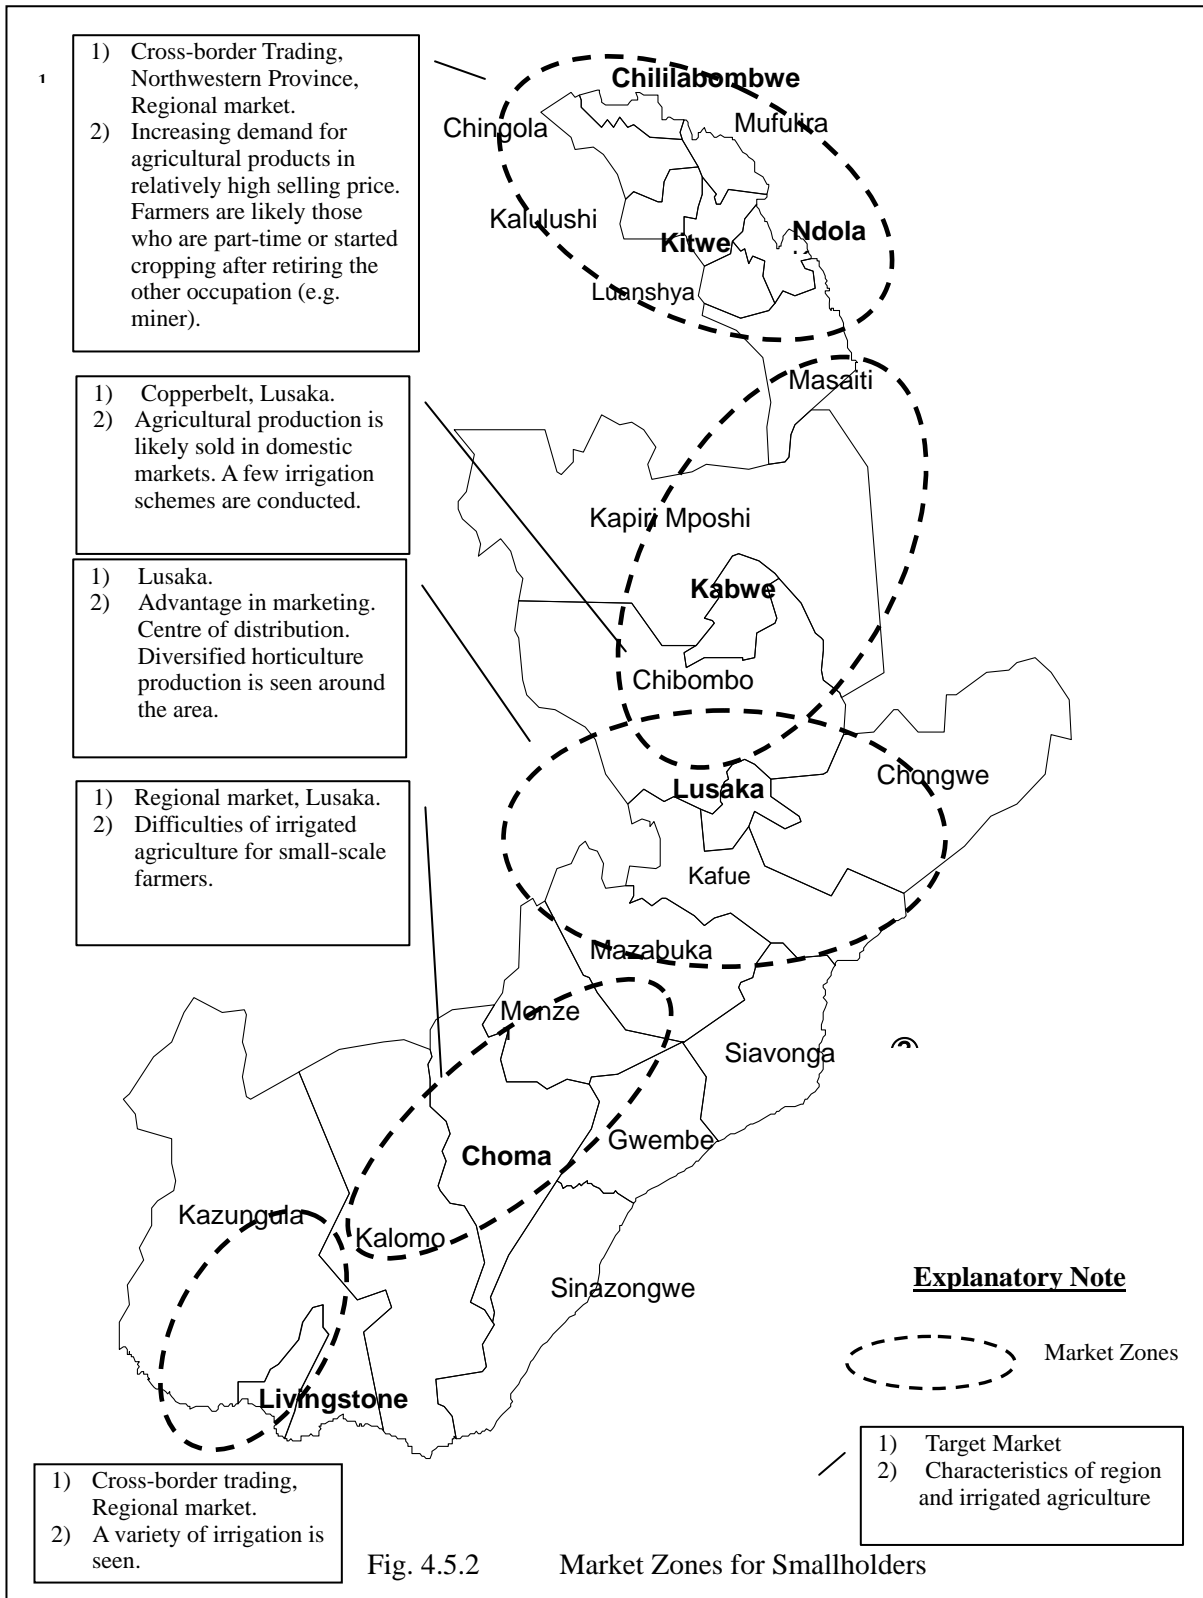 1) Cross-border Trading,
Northwestern Province,
Regional market.
2) Increasing demand for
agricultural products in
relatively high selling price.
Farmers are likely those
who are part-time or started
cropping after retiring the
other occupation (e.g.
miner).
1) Copperbelt, Lusaka.
2) Agricultural production is
likely sold in domestic
markets. A few irrigation
schemes are conducted.
1) Lusaka.
2) Advantage in marketing.
Centre of distribution.
Diversified horticulture
production is seen around
the area.
1) Regional market, Lusaka.
2) Difficulties of irrigated
agriculture for small-scale
farmers.
Chililabombwe
Mufulira
Chingola
Kalulushi
Kitwe
Ndola
Luanshya
Masaiti
Kapiri Mposhi
Kabwe
Chibombo
Lusaka
Chongwe
Kafue
Mazabuka
Monze
Siavonga
Gwembe
Choma
Kazungula
Kalomo
Sinazongwe
Livingstone
Explanatory Note
Market Zones
1) Target Market
2) Characteristics of region
and irrigated agriculture
1) Cross-border trading,
Regional market.
2) A variety of irrigation is
seen.
Fig. 4.5.2 Market Zones for Smallholders